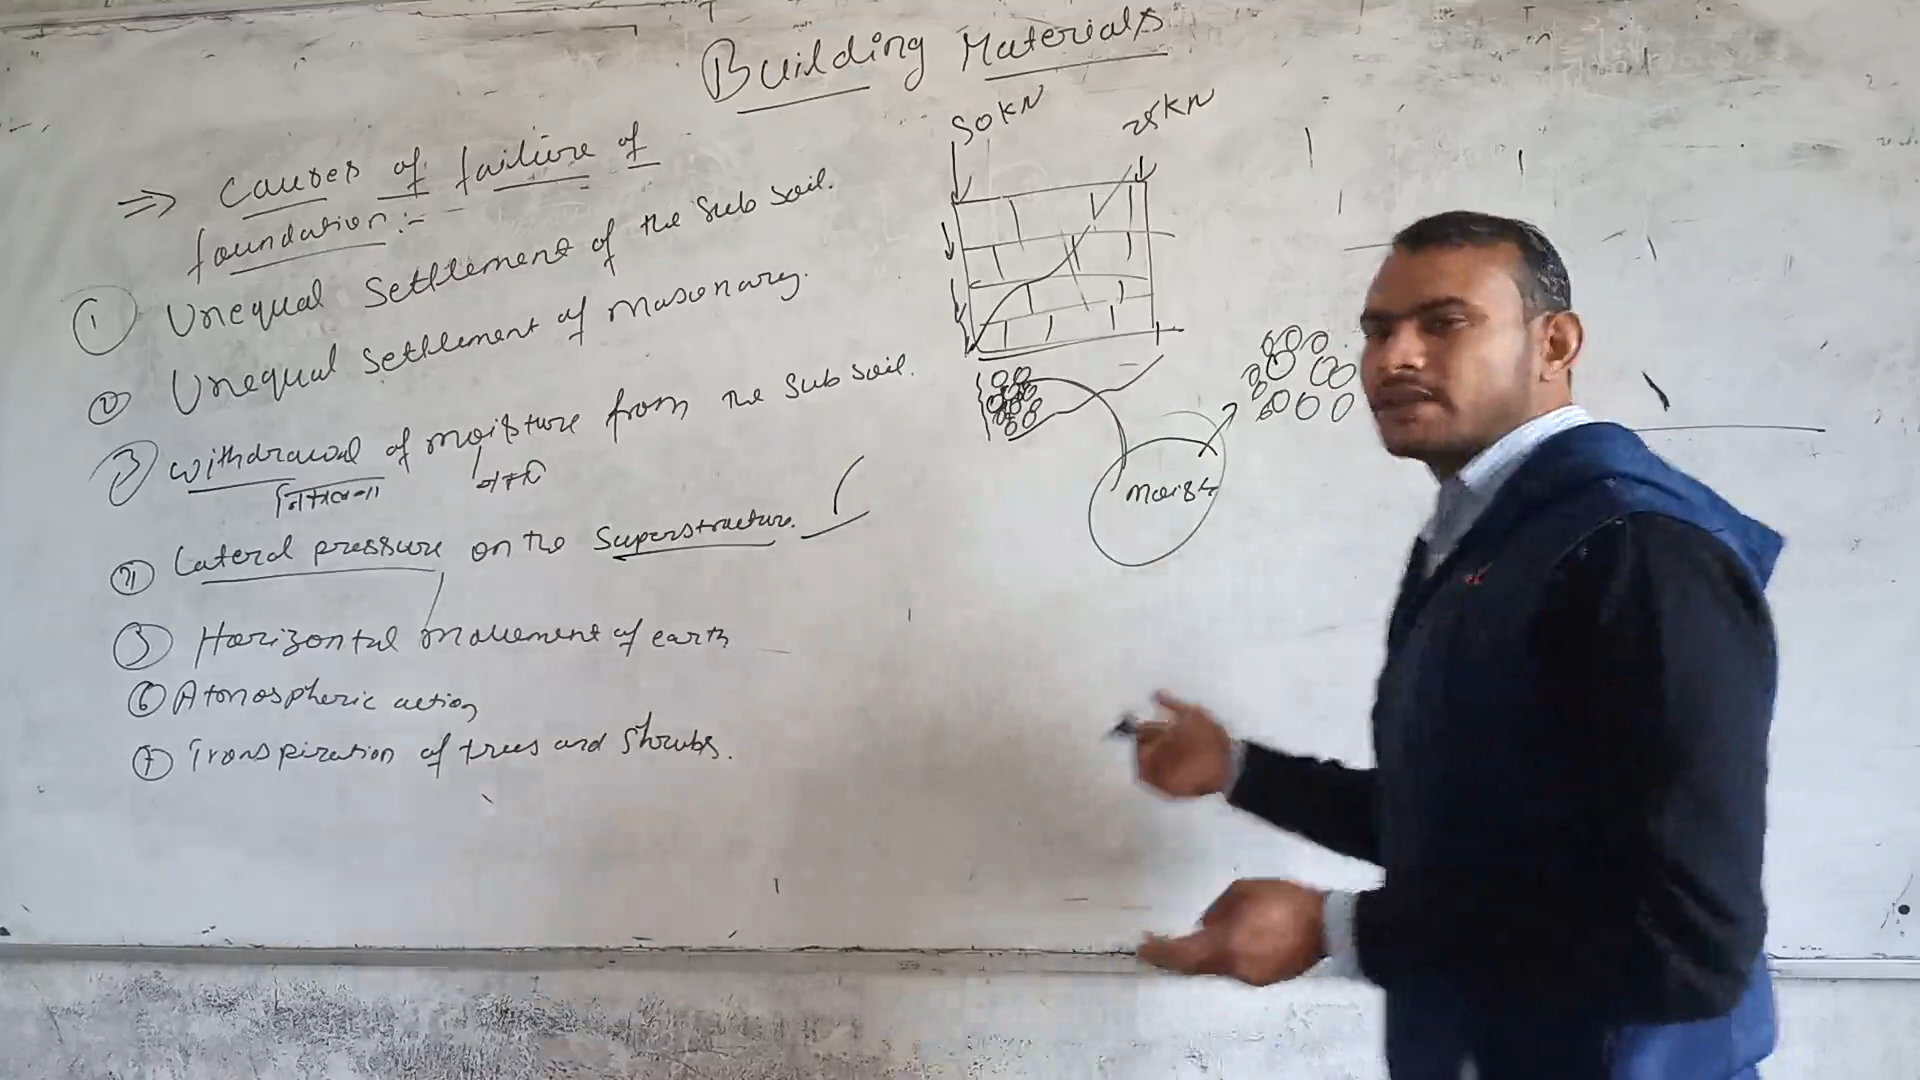 Building Materials
⇒ Causes of failure of
foundation:-
① Unequal Settlement of the Sub soil.
② Unequal Settlement of masonary.
③ withdrawal of moisture from the Sub soil.
निकालना नमी
④ Lateral pressure on the Superstructure.
⑤ Horizontal movement of earth
⑥ Atmospheric action
⑦ Transpiration of trees and Shrubs.
50KN
25KN